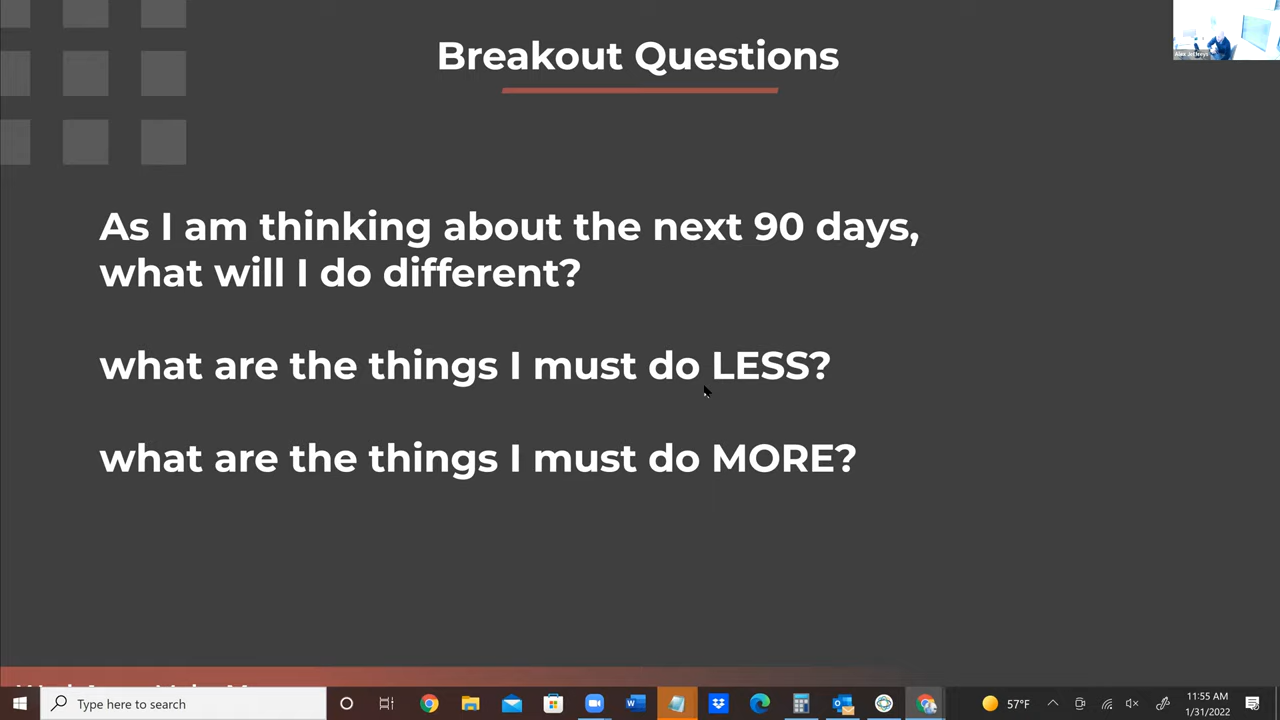 Breakout Questions
As I am thinking about the next 90 days,
what will I do different?
what are the things I must do LESS?
what are the things I must do MORE?
Type here to search
57°F
11:55 AM
1/31/2022